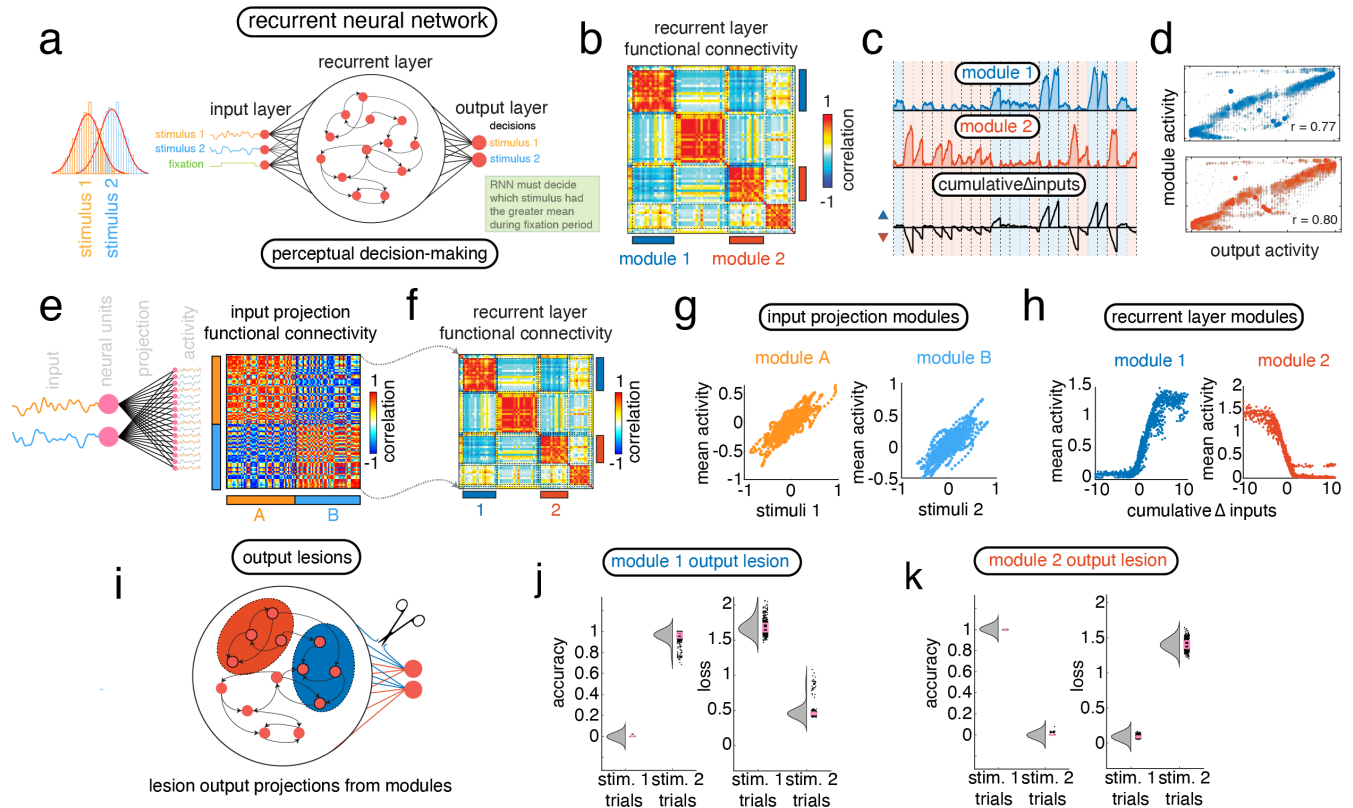 recurrent neural network
a
stimulus 1
stimulus 2
input layer
recurrent layer
output layer
stimulus 1
stimulus 2
fixation
decisions
stimulus 1
stimulus 2
RNN must decide
which stimulus had
the greater mean
during fixation period
perceptual decision-making
b
recurrent layer
functional connectivity
1
correlation
-1
module 1
module 2
c
module 1
module 2
cumulativeΔinputs
d
module activity
r = 0.77
r = 0.80
output activity
e
input
neural units
projection
activity
input projection
functional connectivity
1
correlation
-1
A
B
f
recurrent layer
functional connectivity
1
correlation
-1
1
2
g
input projection modules
module A
mean activity
1
0.5
0
-0.5
-1
-1
0
1
stimuli 1
module B
mean activity
1
0.5
0
-0.5
-1
0
1
stimuli 2
h
recurrent layer modules
module 1
mean activity
1.5
1
0.5
0
-10
0
10
module 2
mean activity
2
1.5
1
0.5
0
-10
0
10
cumulative Δ inputs
i
output lesions
lesion output projections from modules
j
module 1 output lesion
accuracy
1
0.8
0.6
0.4
0.2
0
stim. 1
trials
stim. 2
trials
loss
2
1.5
1
0.5
0
stim. 1
trials
stim. 2
trials
k
module 2 output lesion
accuracy
1
0.8
0.6
0.4
0.2
0
stim. 1
trials
stim. 2
trials
loss
2
1.5
1
0.5
0
stim. 1
trials
stim. 2
trials